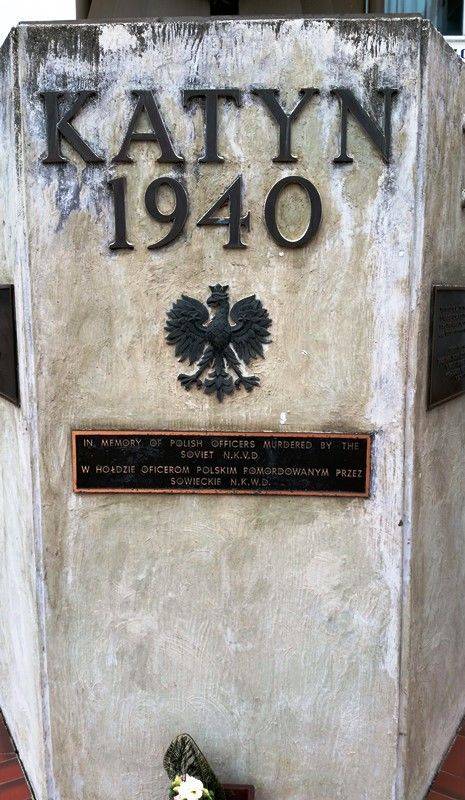 KATYN
1940
IN MEMORY OF POLISH OFFICERS MURDERED BY THE
SOVIET N.K.V.D.
W HOŁDZIE OFICEROM POLSKIM POMORDOWANYM PRZEZ
SOWIECKIE N.K.W.D.